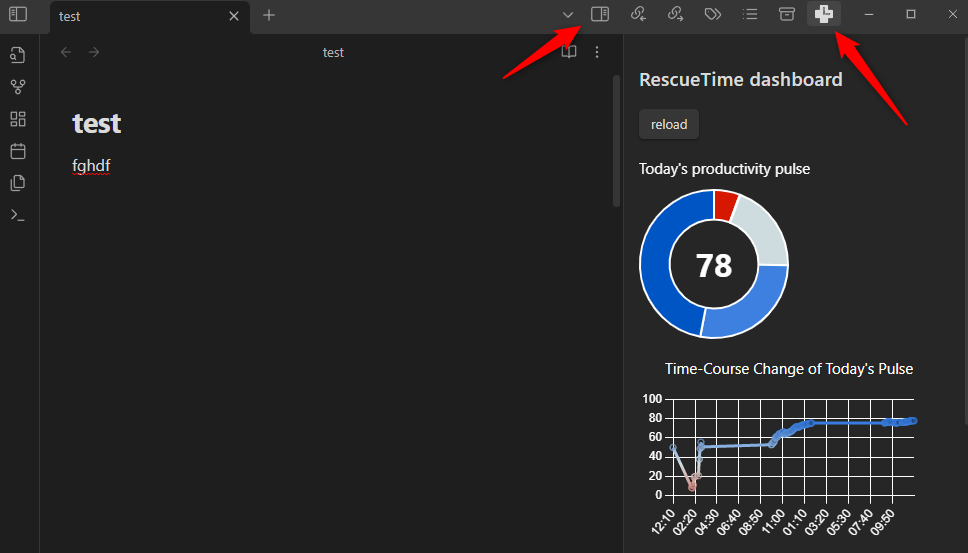 test
test
test
fghdf
RescueTime dashboard
reload
Today's productivity pulse
78
Time-Course Change of Today's Pulse
100
80
60
40
20
0
12:10
02:20
04:30
06:40
08:50
11:00
01:10
03:20
05:30
07:40
09:50